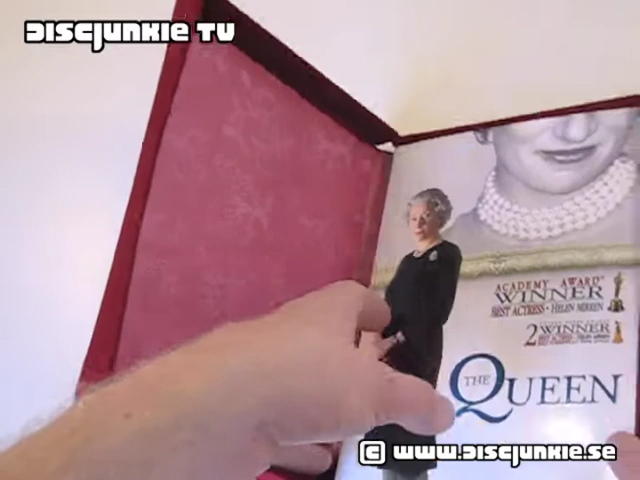 DISCJUNKIE TV
ACADEMY AWARD®
WINNER
BEST ACTRESS • HELEN MIRREN
2 WINNER
THE QUEEN
© WWW.DISCJUNKIE.SE